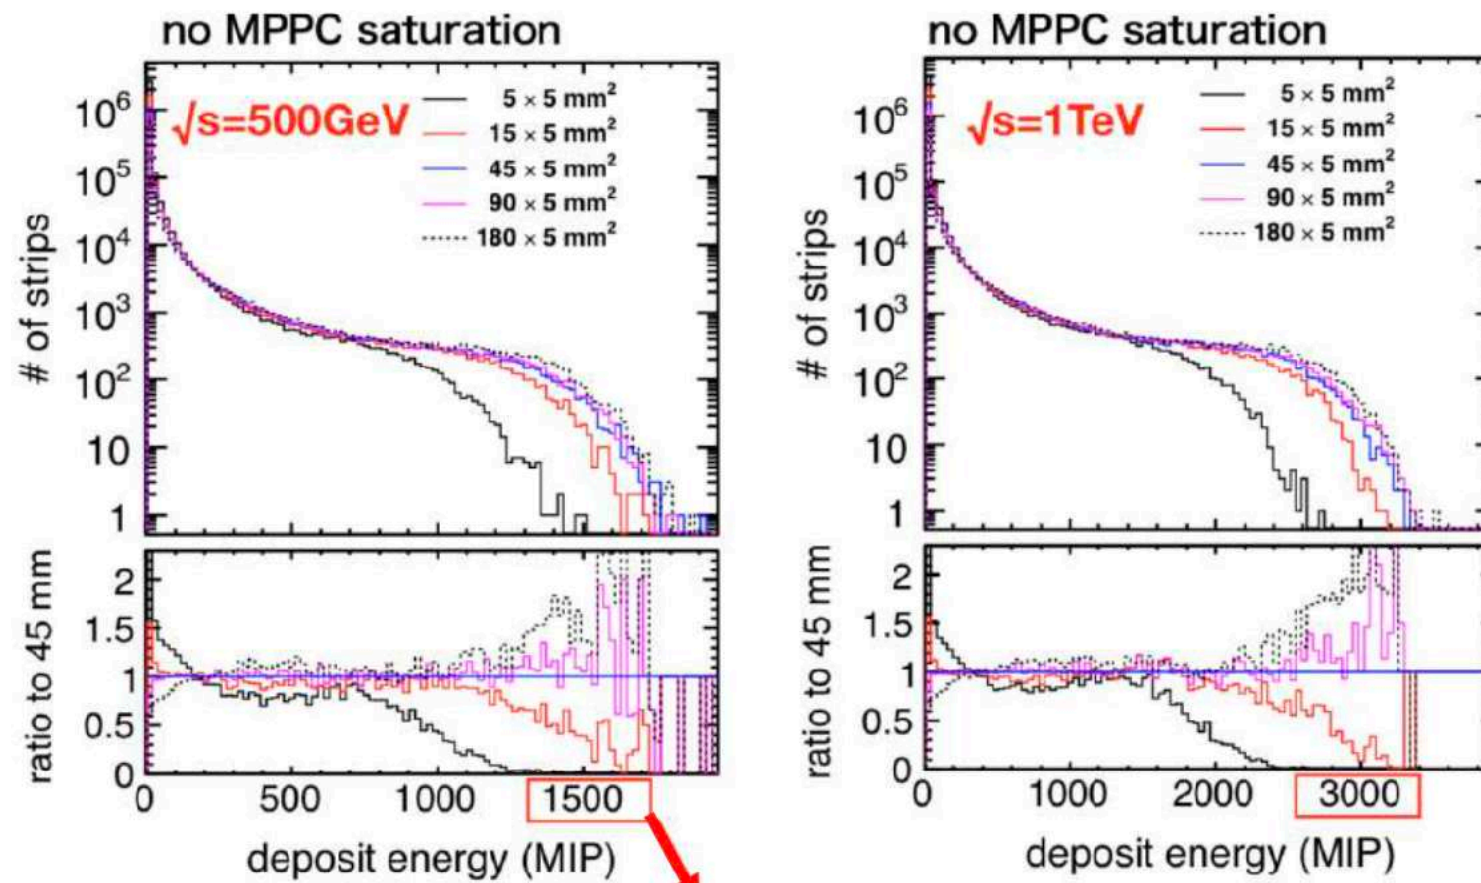 no MPPC saturation
√s=500GeV
5 × 5 mm²
15 × 5 mm²
45 × 5 mm²
90 × 5 mm²
180 × 5 mm²
# of strips
10⁶
10⁵
10⁴
10³
10²
10
1
ratio to 45 mm
2
1.5
1
0.5
0
0 500 1000 1500
deposit energy (MIP)
no MPPC saturation
√s=1TeV
5 × 5 mm²
15 × 5 mm²
45 × 5 mm²
90 × 5 mm²
180 × 5 mm²
# of strips
10⁶
10⁵
10⁴
10³
10²
10
1
ratio to 45 mm
2
1.5
1
0.5
0
0 1000 2000 3000
deposit energy (MIP)